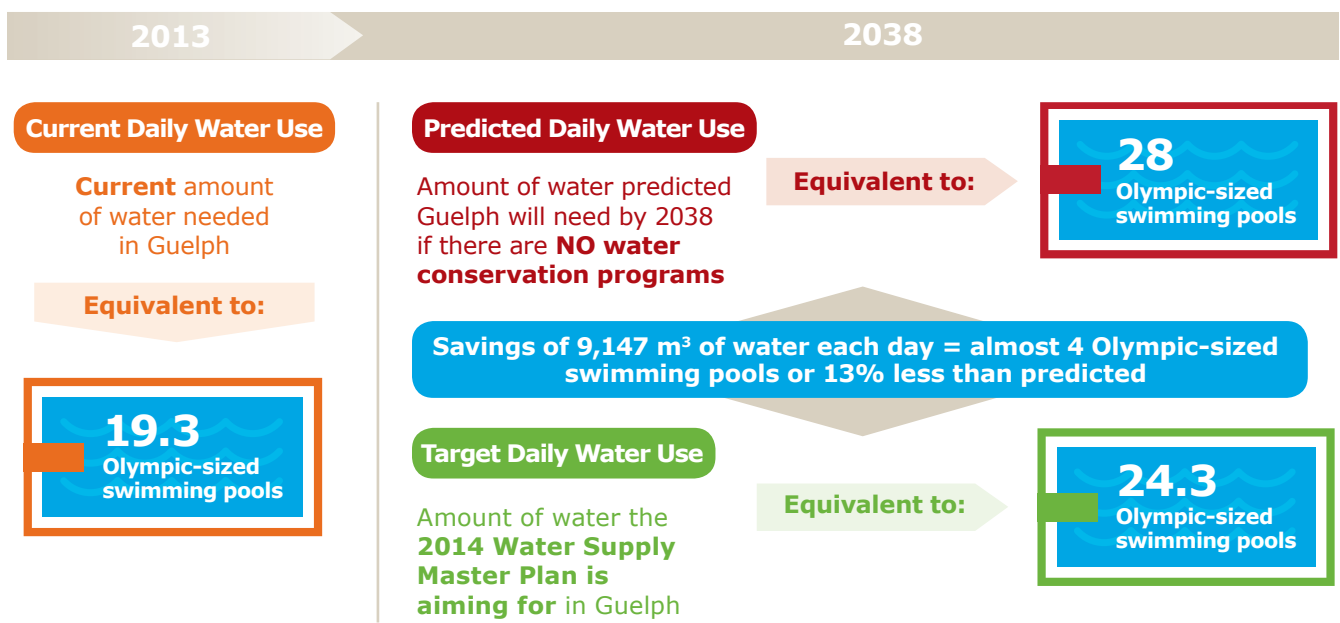 2013
2038
Current Daily Water Use
Current amount
of water needed
in Guelph
Equivalent to:
19.3
Olympic-sized
swimming pools
Predicted Daily Water Use
Amount of water predicted
Guelph will need by 2038
if there are NO water
conservation programs
Equivalent to:
28
Olympic-sized
swimming pools
Savings of 9,147 m³ of water each day = almost 4 Olympic-sized
swimming pools or 13% less than predicted
Target Daily Water Use
Amount of water the
2014 Water Supply
Master Plan is
aiming for in Guelph
Equivalent to:
24.3
Olympic-sized
swimming pools